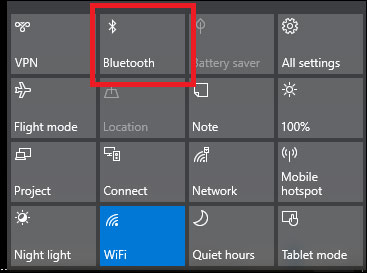 VPN
Bluetooth
Battery saver
All settings
Flight mode
Location
Note
100%
Project
Connect
Network
Mobile
hotspot
Night light
WiFi
Quiet hours
Tablet mode